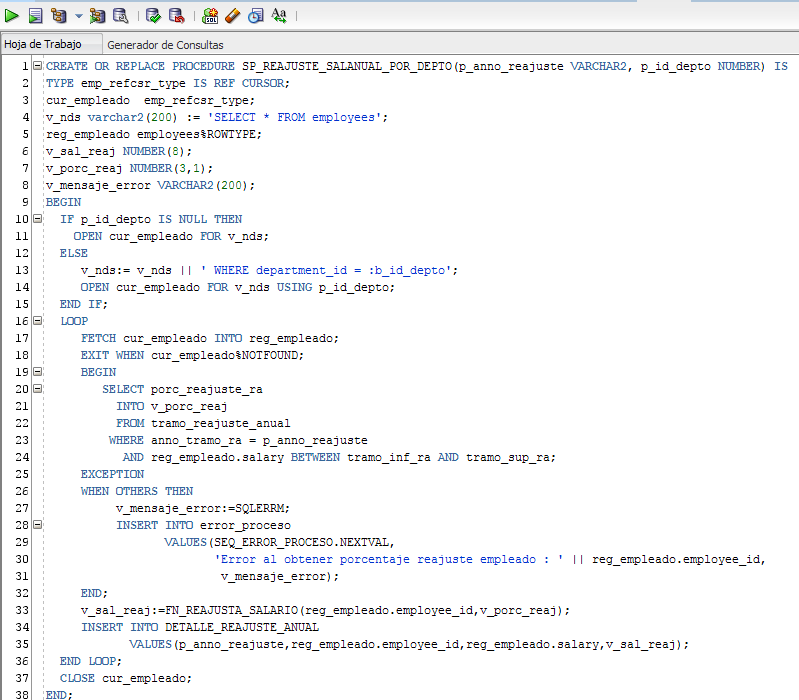 SQL
Aa
Hoja de Trabajo Generador de Consultas
1 CREATE OR REPLACE PROCEDURE SP_REAJUSTE_SALANUAL_POR_DEPTO(p_anno_reajuste VARCHAR2, p_id_depto NUMBER) IS
2 TYPE emp_refcsr_type IS REF CURSOR;
3 cur_empleado  emp_refcsr_type;
4 v_nds varchar2(200) := 'SELECT * FROM employees';
5 reg_empleado employees%ROWTYPE;
6 v_sal_reaj NUMBER(8);
7 v_porc_reaj NUMBER(3,1);
8 v_mensaje_error VARCHAR2(200);
9 BEGIN
10   IF p_id_depto IS NULL THEN
11     OPEN cur_empleado FOR v_nds;
12   ELSE
13      v_nds:= v_nds || ' WHERE department_id = :b_id_depto';
14      OPEN cur_empleado FOR v_nds USING p_id_depto;
15   END IF;
16   LOOP
17      FETCH cur_empleado INTO reg_empleado;
18      EXIT WHEN cur_empleado%NOTFOUND;
19      BEGIN
20         SELECT porc_reajuste_ra
21           INTO v_porc_reaj
22           FROM tramo_reajuste_anual
23          WHERE anno_tramo_ra = p_anno_reajuste
24            AND reg_empleado.salary BETWEEN tramo_inf_ra AND tramo_sup_ra;
25      EXCEPTION
26      WHEN OTHERS THEN
27           v_mensaje_error:=SQLERRM;
28           INSERT INTO error_proceso
29                  VALUES(SEQ_ERROR_PROCESO.NEXTVAL,
30                         'Error al obtener porcentaje reajuste empleado : ' || reg_empleado.employee_id,
31                          v_mensaje_error);
32      END;
33      v_sal_reaj:=FN_REAJUSTA_SALARIO(reg_empleado.employee_id,v_porc_reaj);
34      INSERT INTO DETALLE_REAJUSTE_ANUAL
35             VALUES(p_anno_reajuste,reg_empleado.employee_id,reg_empleado.salary,v_sal_reaj);
36   END LOOP;
37   CLOSE cur_empleado;
38 END;